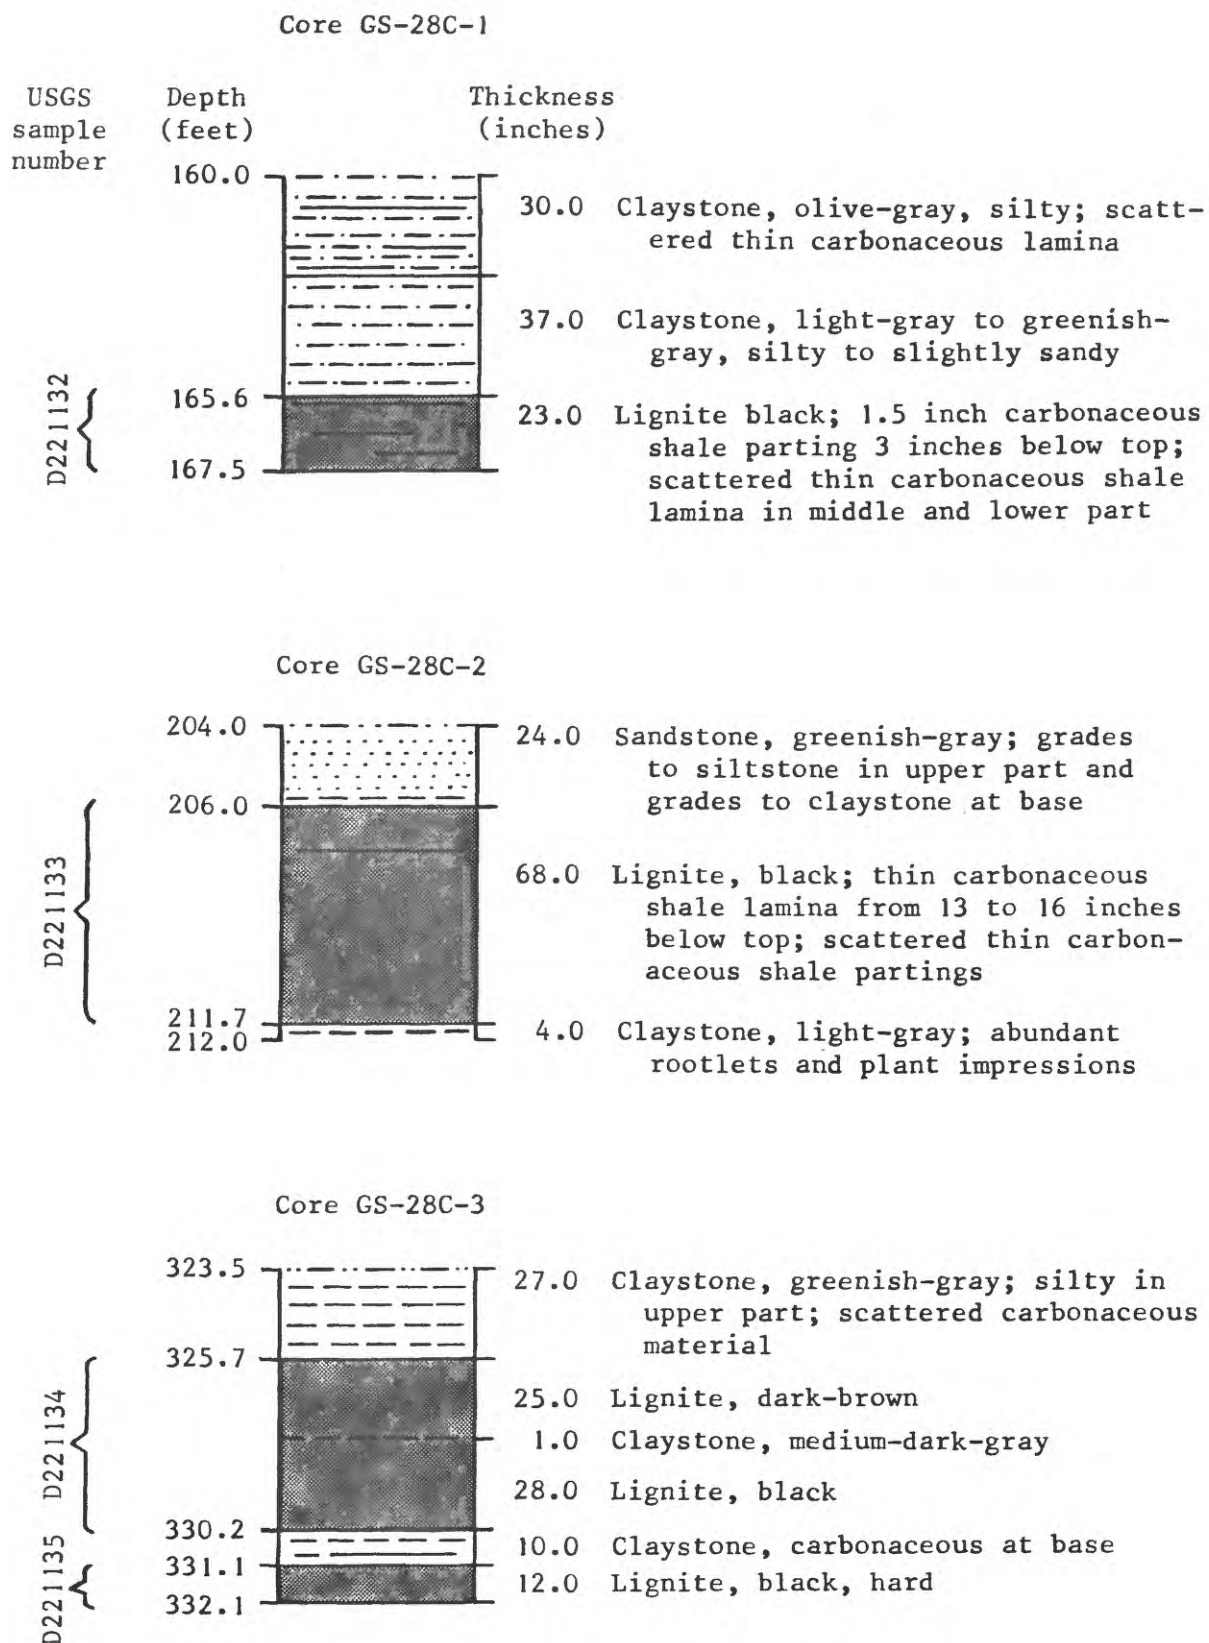 Core GS-28C-1
USGS sample number
Depth (feet)
Thickness (inches)
160.0
30.0 Claystone, olive-gray, silty; scatt-
ered thin carbonaceous lamina
37.0 Claystone, light-gray to greenish-
gray, silty to slightly sandy
D221132
165.6
23.0 Lignite black; 1.5 inch carbonaceous
shale parting 3 inches below top;
scattered thin carbonaceous shale
lamina in middle and lower part
167.5
Core GS-28C-2
204.0
24.0 Sandstone, greenish-gray; grades
to siltstone in upper part and
grades to claystone at base
206.0
D221133
68.0 Lignite, black; thin carbonaceous
shale lamina from 13 to 16 inches
below top; scattered thin carbon-
aceous shale partings
211.7
212.0
4.0 Claystone, light-gray; abundant
rootlets and plant impressions
Core GS-28C-3
323.5
27.0 Claystone, greenish-gray; silty in
upper part; scattered carbonaceous
material
325.7
D221134
25.0 Lignite, dark-brown
1.0 Claystone, medium-dark-gray
28.0 Lignite, black
330.2
10.0 Claystone, carbonaceous at base
331.1
D221135
12.0 Lignite, black, hard
332.1